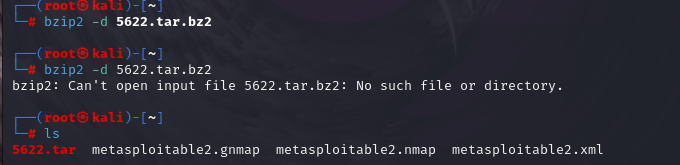 ┌──(root㉿kali)-[~]
└─# bzip2 -d 5622.tar.bz2
┌──(root㉿kali)-[~]
└─# bzip2 -d 5622.tar.bz2
bzip2: Can't open input file 5622.tar.bz2: No such file or directory.
┌──(root㉿kali)-[~]
└─# ls
5622.tar  metasploitable2.gnmap  metasploitable2.nmap  metasploitable2.xml